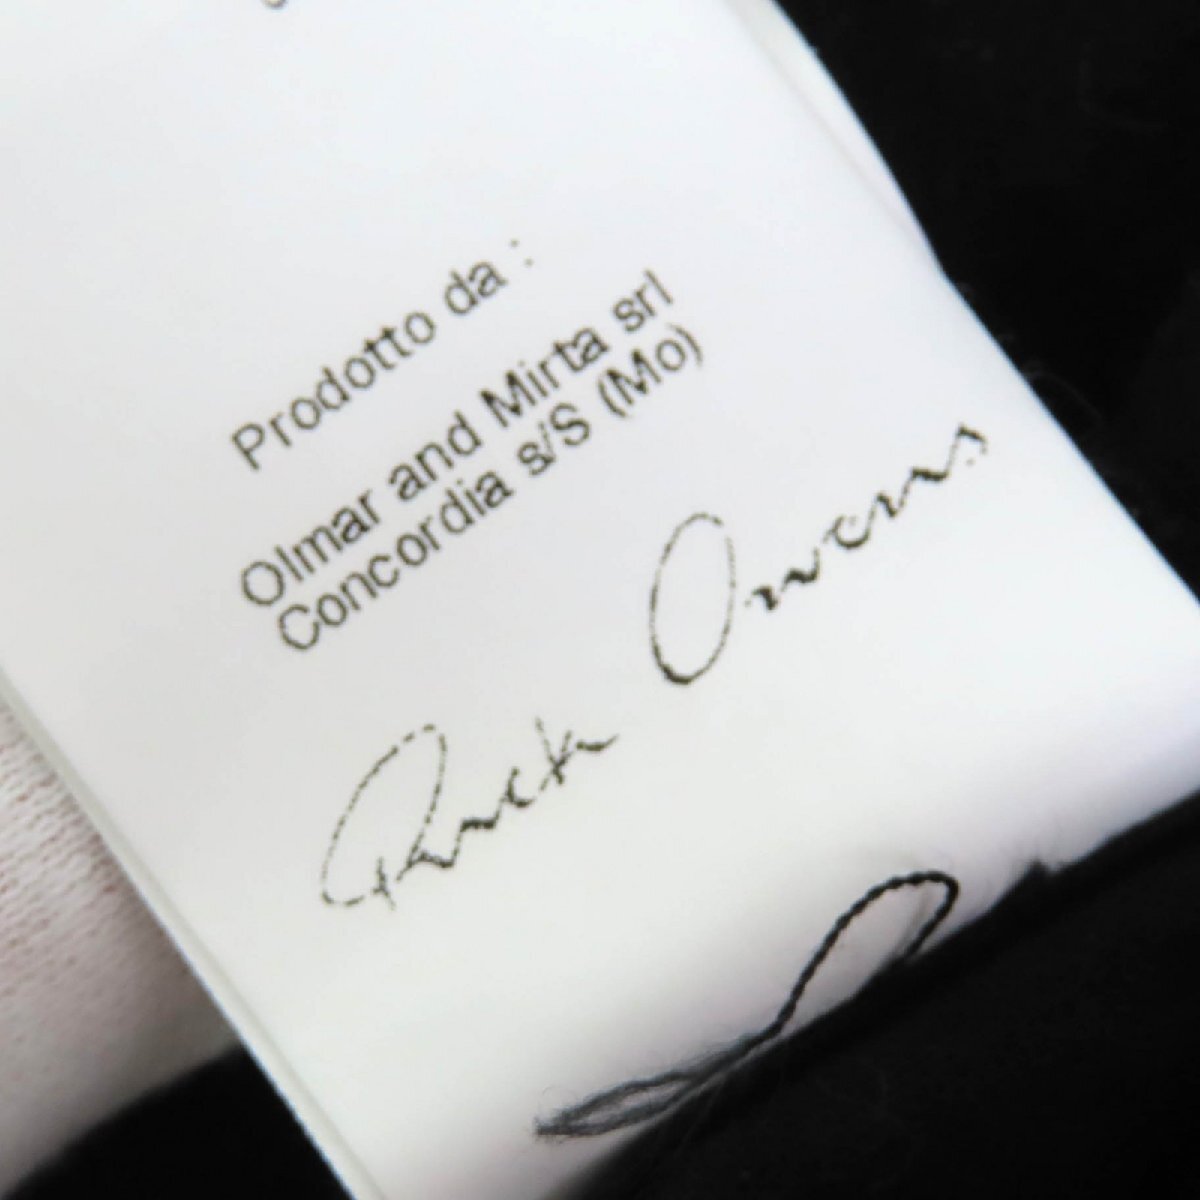 Prodotto da :
Olmar and Mirta srl
Concordia s/S (Mo)
Rick Owens